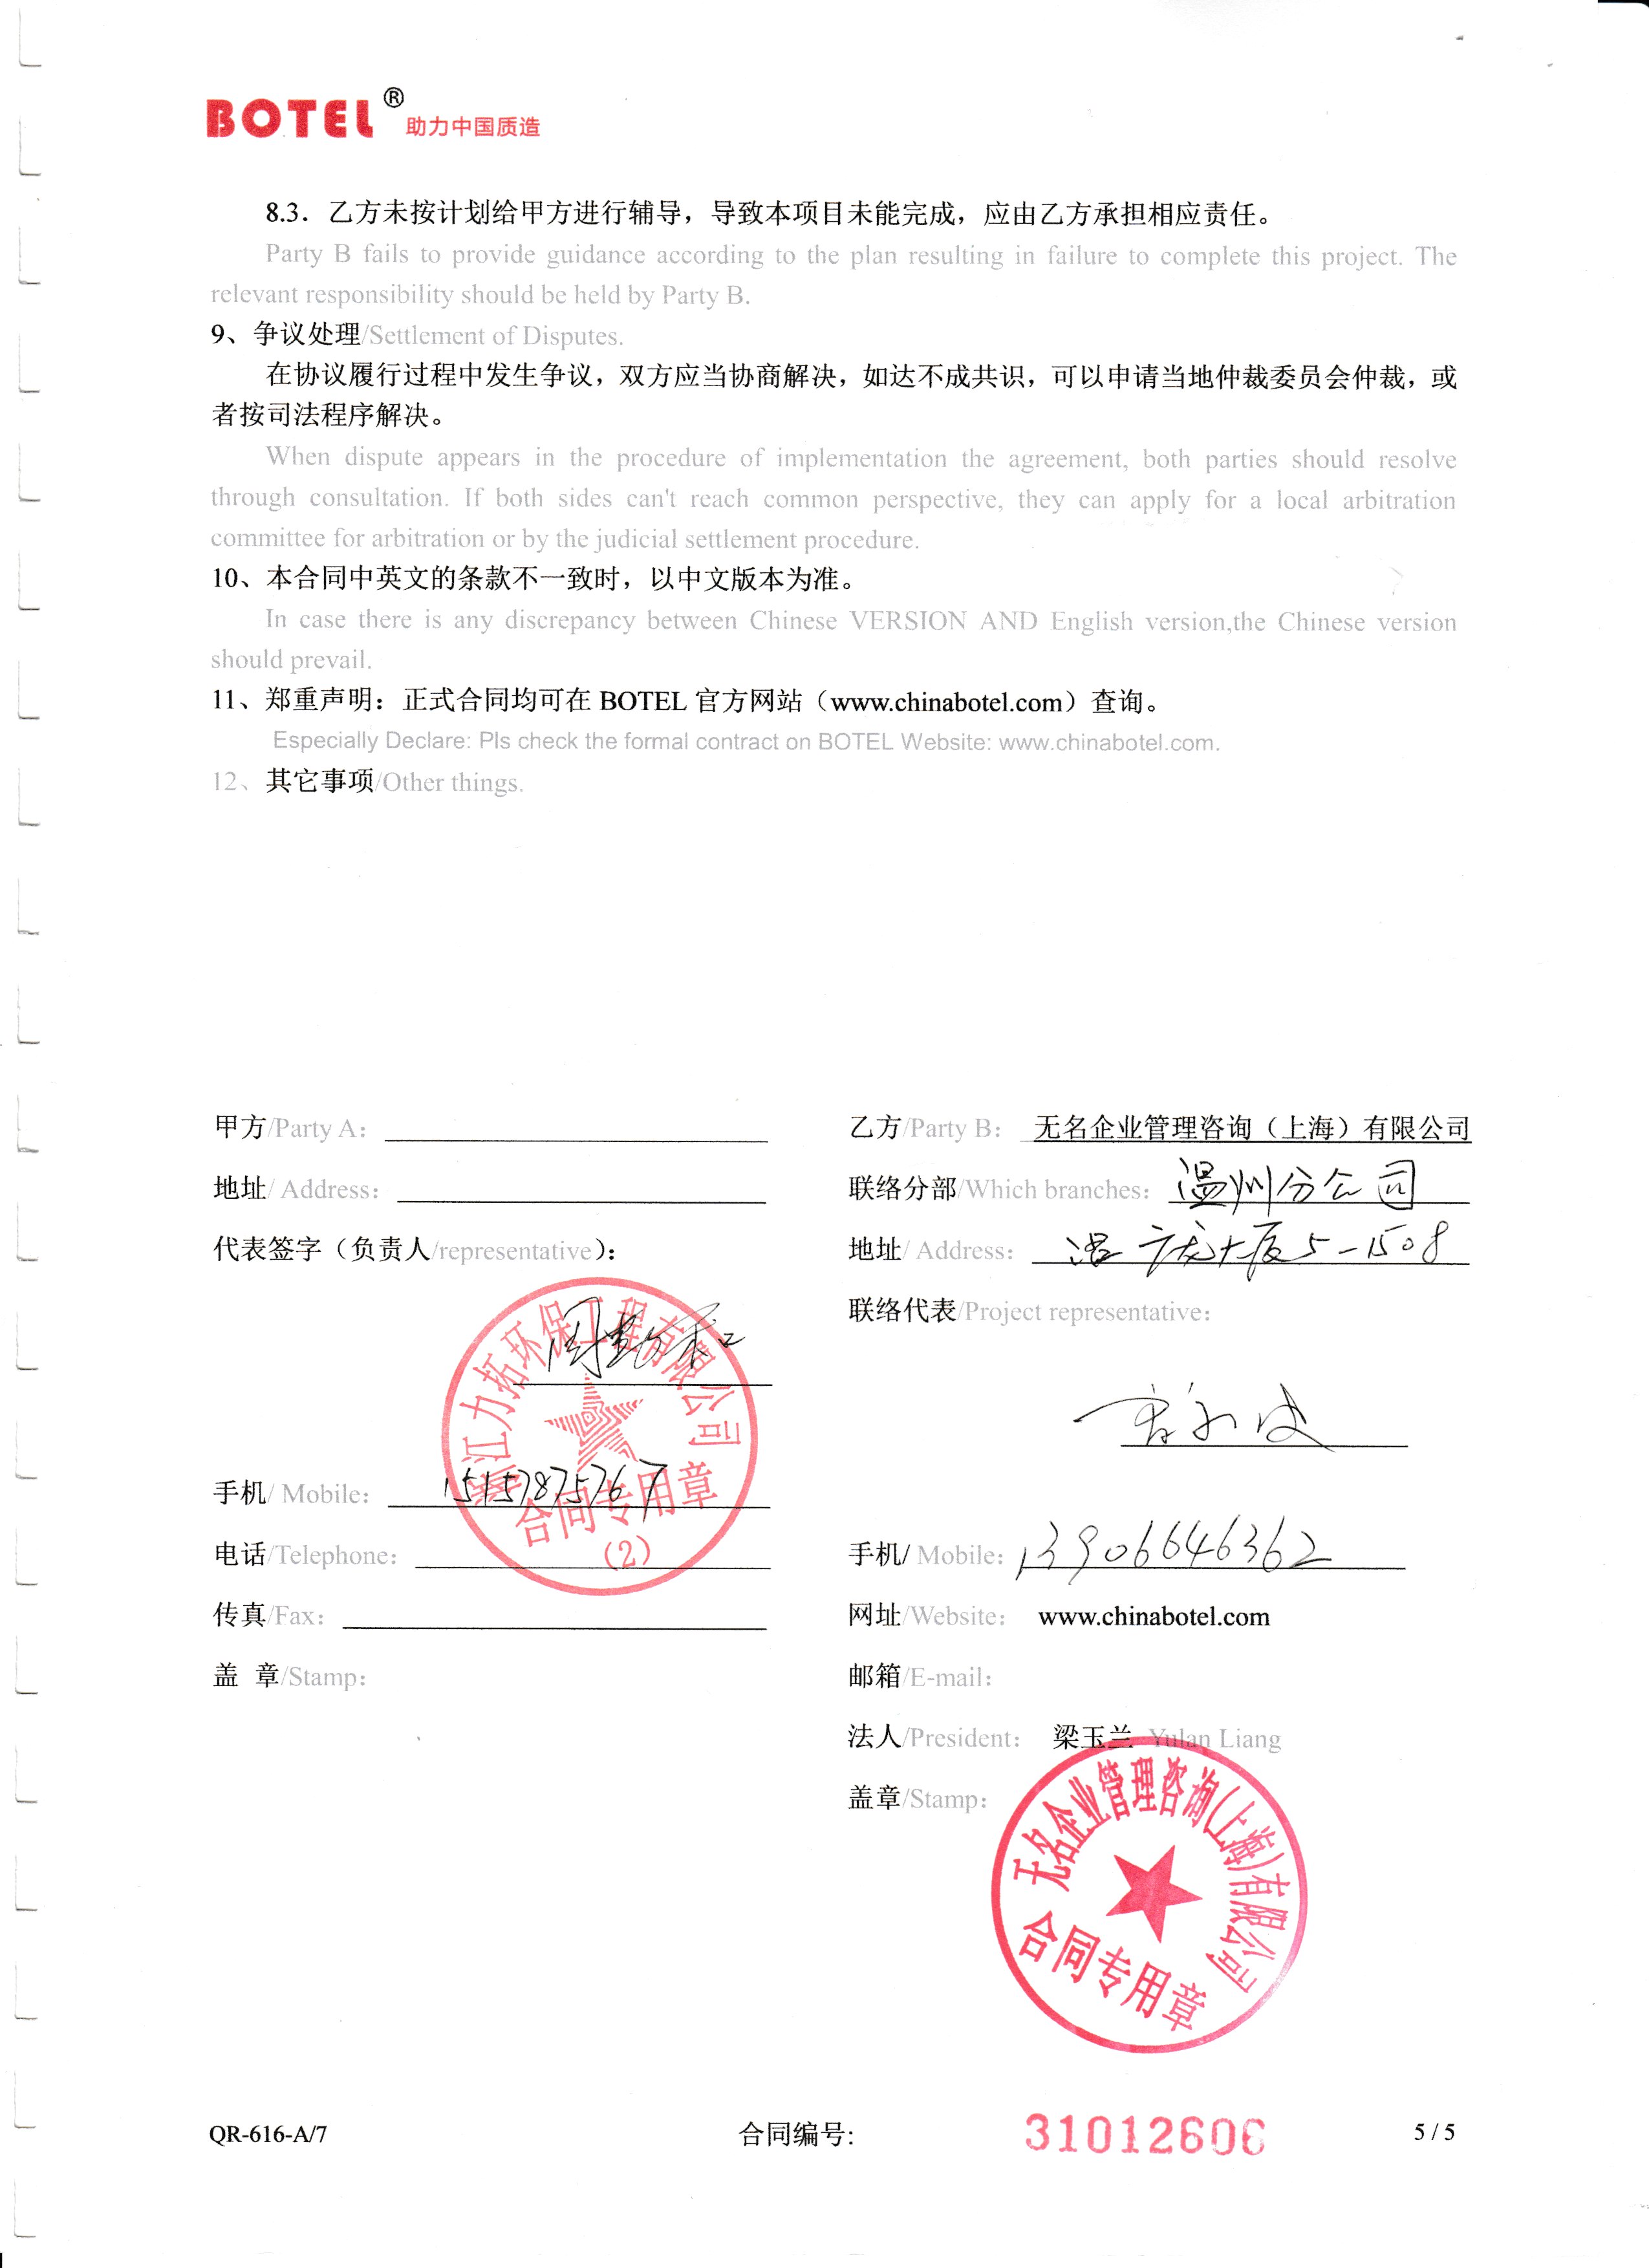 BOTEL® 助力中国质造
8.3．乙方未按计划给甲方进行辅导，导致本项目未能完成，应由乙方承担相应责任。
Party B fails to provide guidance according to the plan resulting in failure to complete this project. The
relevant responsibility should be held by Party B.
9、争议处理/Settlement of Disputes.
在协议履行过程中发生争议，双方应当协商解决，如达不成共识，可以申请当地仲裁委员会仲裁，或
者按司法程序解决。
When dispute appears in the procedure of implementation the agreement, both parties should resolve
through consultation. If both sides can't reach common perspective, they can apply for a local arbitration
committee for arbitration or by the judicial settlement procedure.
10、本合同中英文的条款不一致时，以中文版本为准。
In case there is any discrepancy between Chinese VERSION AND English version,the Chinese version
should prevail.
11、郑重声明：正式合同均可在 BOTEL 官方网站（www.chinabotel.com）查询。
Especially Declare: Pls check the formal contract on BOTEL Website: www.chinabotel.com.
12、其它事项/Other things.
甲方/Party A：
地址/ Address：
代表签字（负责人/representative）：
浙江力拓环保工程有限公司
合同专用章
(2)
手机/ Mobile： 15157875767
电话/Telephone：
传真/Fax：
盖 章/Stamp：
乙方/Party B： 无名企业管理咨询（上海）有限公司
联络分部/Which branches： 温州分公司
地址/ Address： 大厦5-1508
联络代表/Project representative：
手机/ Mobile： 13906646362
网址/Website： www.chinabotel.com
邮箱/E-mail：
法人/President： 梁玉兰 Yulan Liang
盖章/Stamp：
无名企业管理咨询(上海)有限公司
合同专用章
QR-616-A/7 合同编号: 31012606 5 / 5